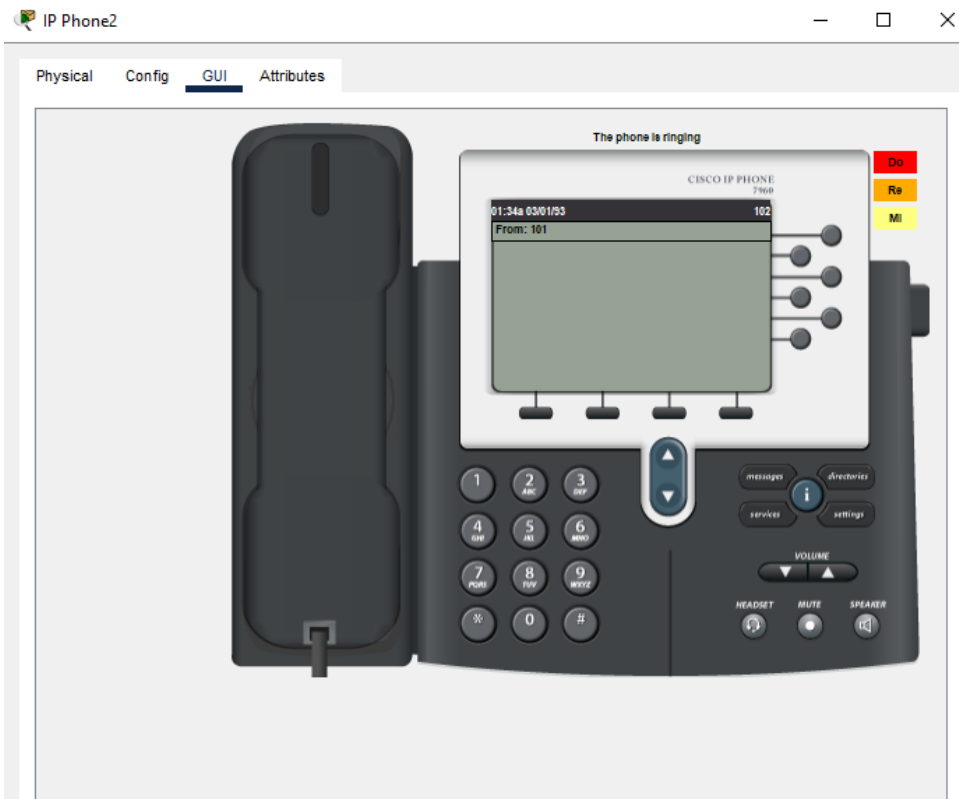 IP Phone2
Physical Config GUI Attributes
The phone is ringing
Do
CISCO IP PHONE
7960
Re
01:34a 03/01/93 102
MI
From: 101
1
2 ABC
3 DEF
messages directories
i
4 GHI
5 JKL
6 MNO
services settings
VOLUME
7 PQRS
8 TUV
9 WXYZ
HEADSET MUTE SPEAKER
* 0 #